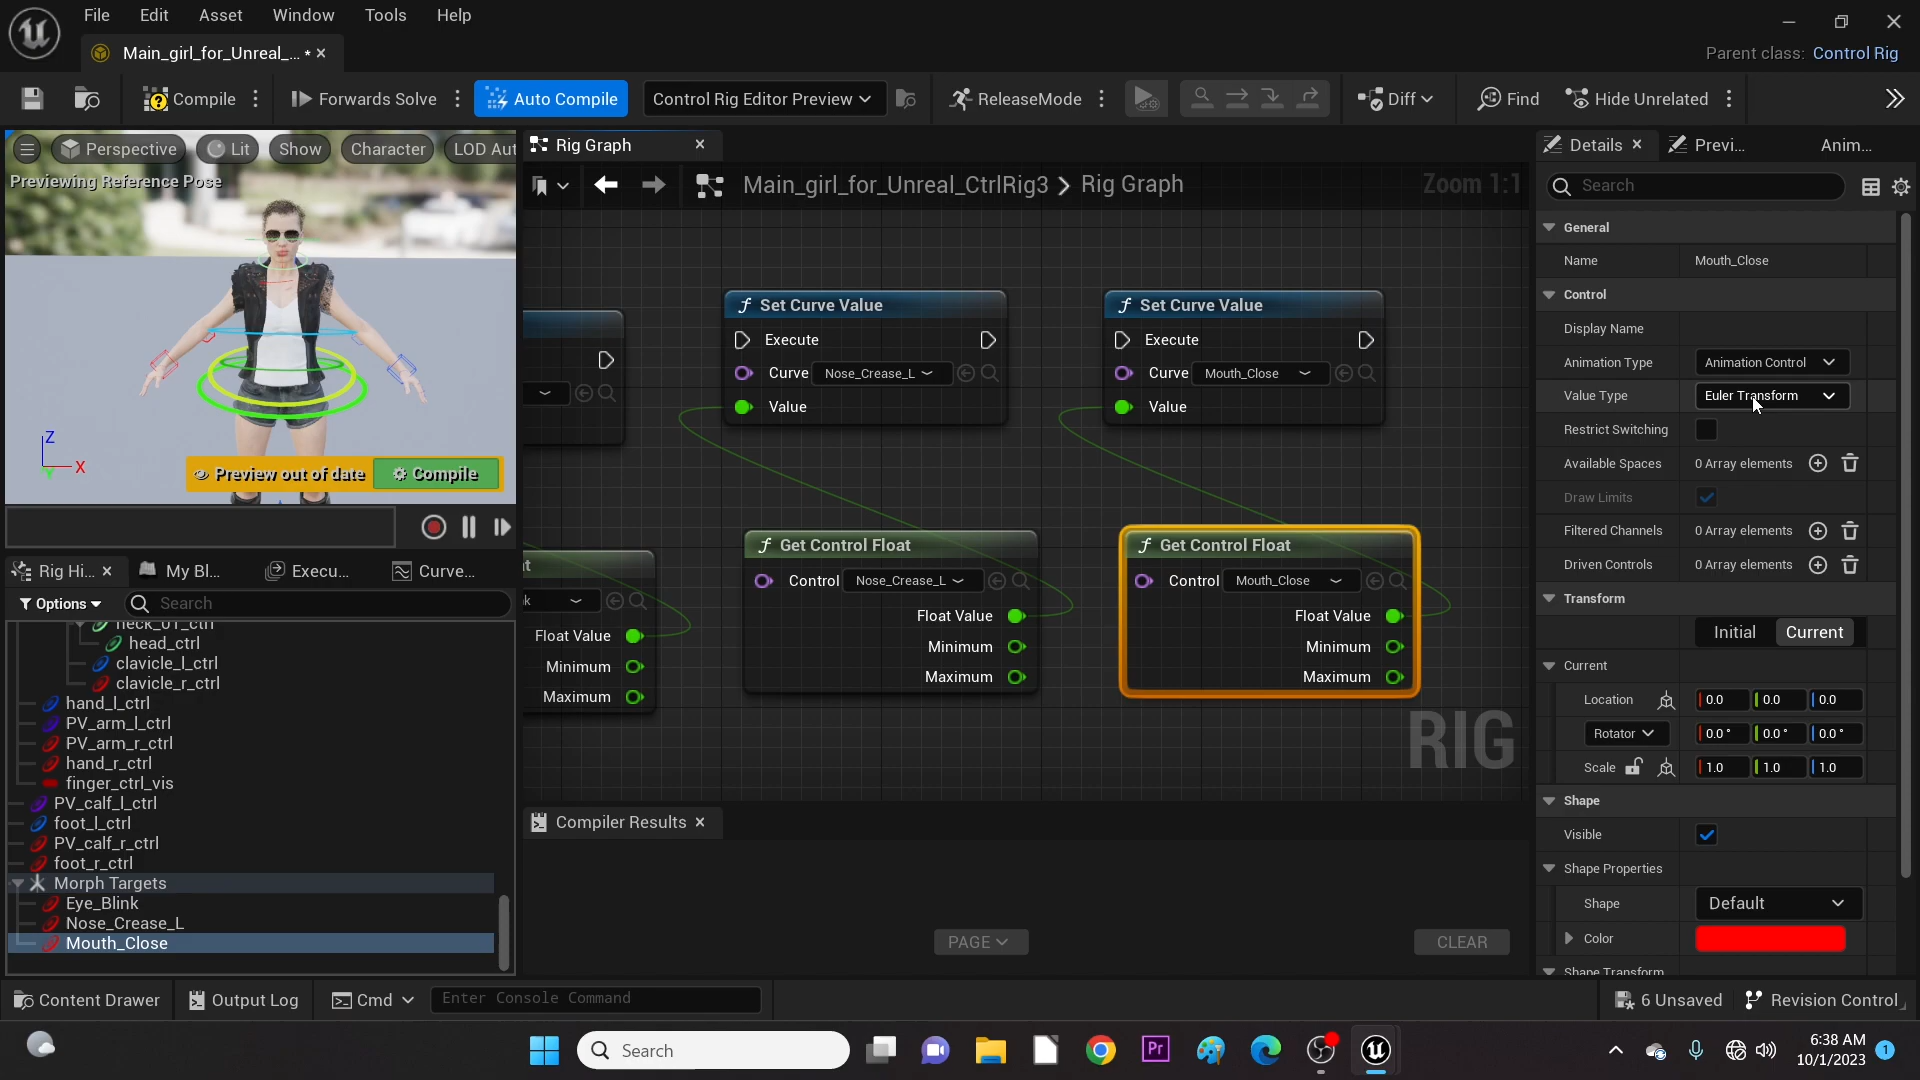 File Edit Asset Window Tools Help
Main_girl_for_Unreal_... •
Parent class: Control Rig
Compile Forwards Solve Auto Compile Control Rig Editor Preview ReleaseMode Diff Find Hide Unrelated
Perspective Lit Show Character LOD Aut
Previewing Reference Pose
Z
X
Preview out of date Compile
Rig Graph
Main_girl_for_Unreal_CtrlRig3 > Rig Graph
Zoom 1:1
Set Curve Value
Execute
Curve Nose_Crease_L
Value
Set Curve Value
Execute
Curve Mouth_Close
Value
Get Control Float
Control Nose_Crease_L
Float Value
Minimum
Maximum
Get Control Float
Control Mouth_Close
Float Value
Minimum
Maximum
Float Value
Minimum
Maximum
RIG
Compiler Results
PAGE
CLEAR
Rig Hi... My Bl... Execu... Curve...
Options Search
neck_01_ctrl
head_ctrl
clavicle_l_ctrl
clavicle_r_ctrl
hand_l_ctrl
PV_arm_l_ctrl
PV_arm_r_ctrl
hand_r_ctrl
finger_ctrl_vis
PV_calf_l_ctrl
foot_l_ctrl
PV_calf_r_ctrl
foot_r_ctrl
Morph Targets
Eye_Blink
Nose_Crease_L
Mouth_Close
Details Previ... Anim...
Search
General
Name Mouth_Close
Control
Display Name
Animation Type Animation Control
Value Type Euler Transform
Restrict Switching
Available Spaces 0 Array elements
Draw Limits
Filtered Channels 0 Array elements
Driven Controls 0 Array elements
Transform
Initial Current
Current
Location 0.0 0.0 0.0
Rotator 0.0 ° 0.0 ° 0.0 °
Scale 1.0 1.0 1.0
Shape
Visible
Shape Properties
Shape Default
Color
Shape Transform
Content Drawer Output Log Cmd Enter Console Command 6 Unsaved Revision Control
Search
Pr
6:38 AM
10/1/2023
1